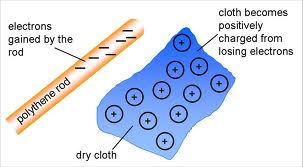 electrons
gained by the
rod
cloth becomes
positively
charged from
losing electrons
polythene rod
dry cloth